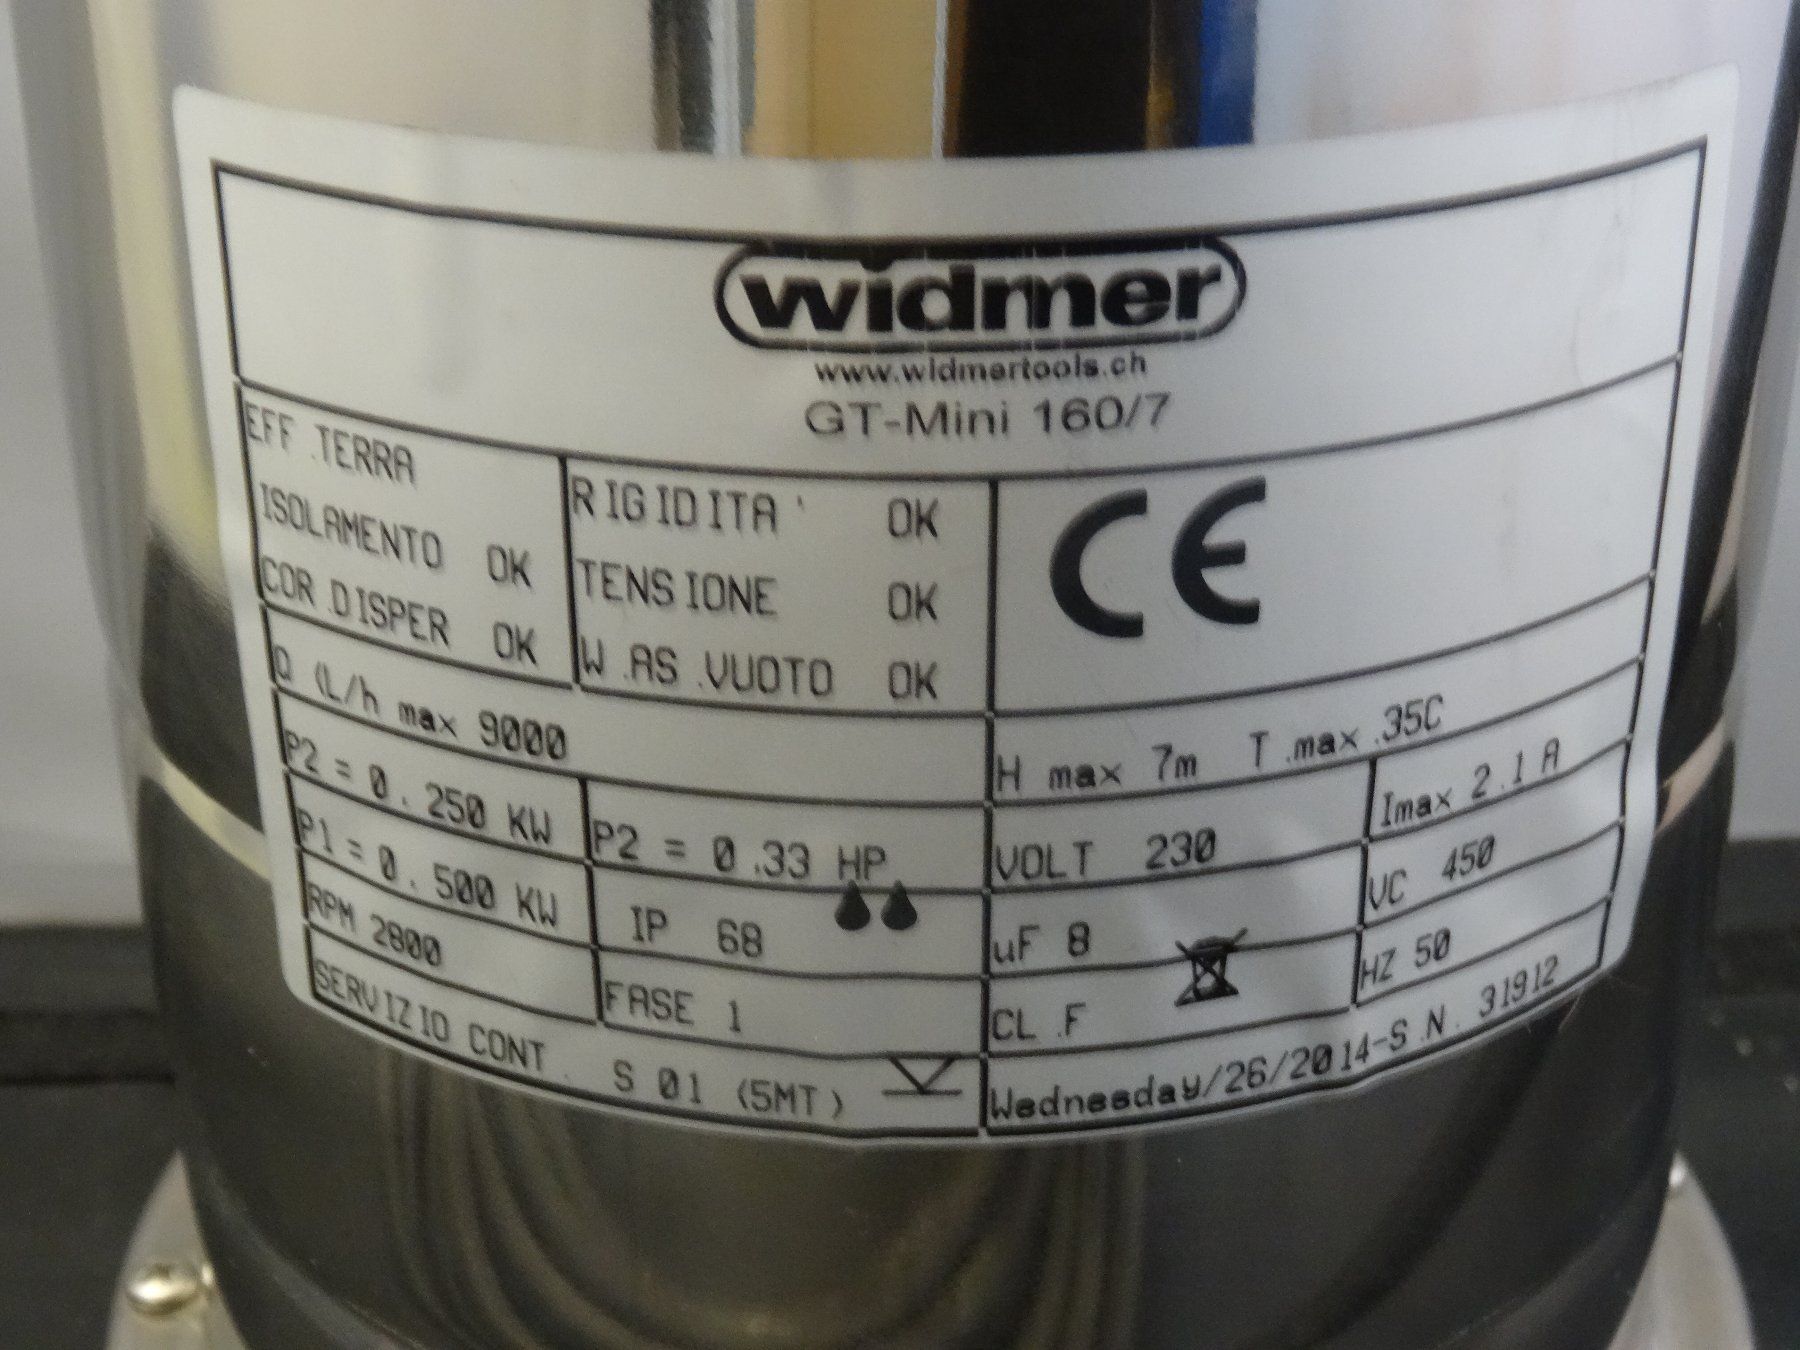 widmer
www.widmertools.ch
GT-Mini 160/7
EFF.TERRA
ISOLAMENTO OK
COR.DISPER OK
RIGIDITA' OK
TENSIONE OK
W.AS.VUOTO OK
CE
Q (L/h max 9000
H max 7m T.max.35C
P2 = 0.250 KW
P2 = 0.33 HP
VOLT 230
Imax 2.1A
P1 = 0.500 KW
IP 68
uF 8
VC 450
RPM 2800
FASE 1
CL.F
HZ 50
SERVIZIO CONT. S 01 (5MT)
Wednesday/26/2014-S.N. 31912